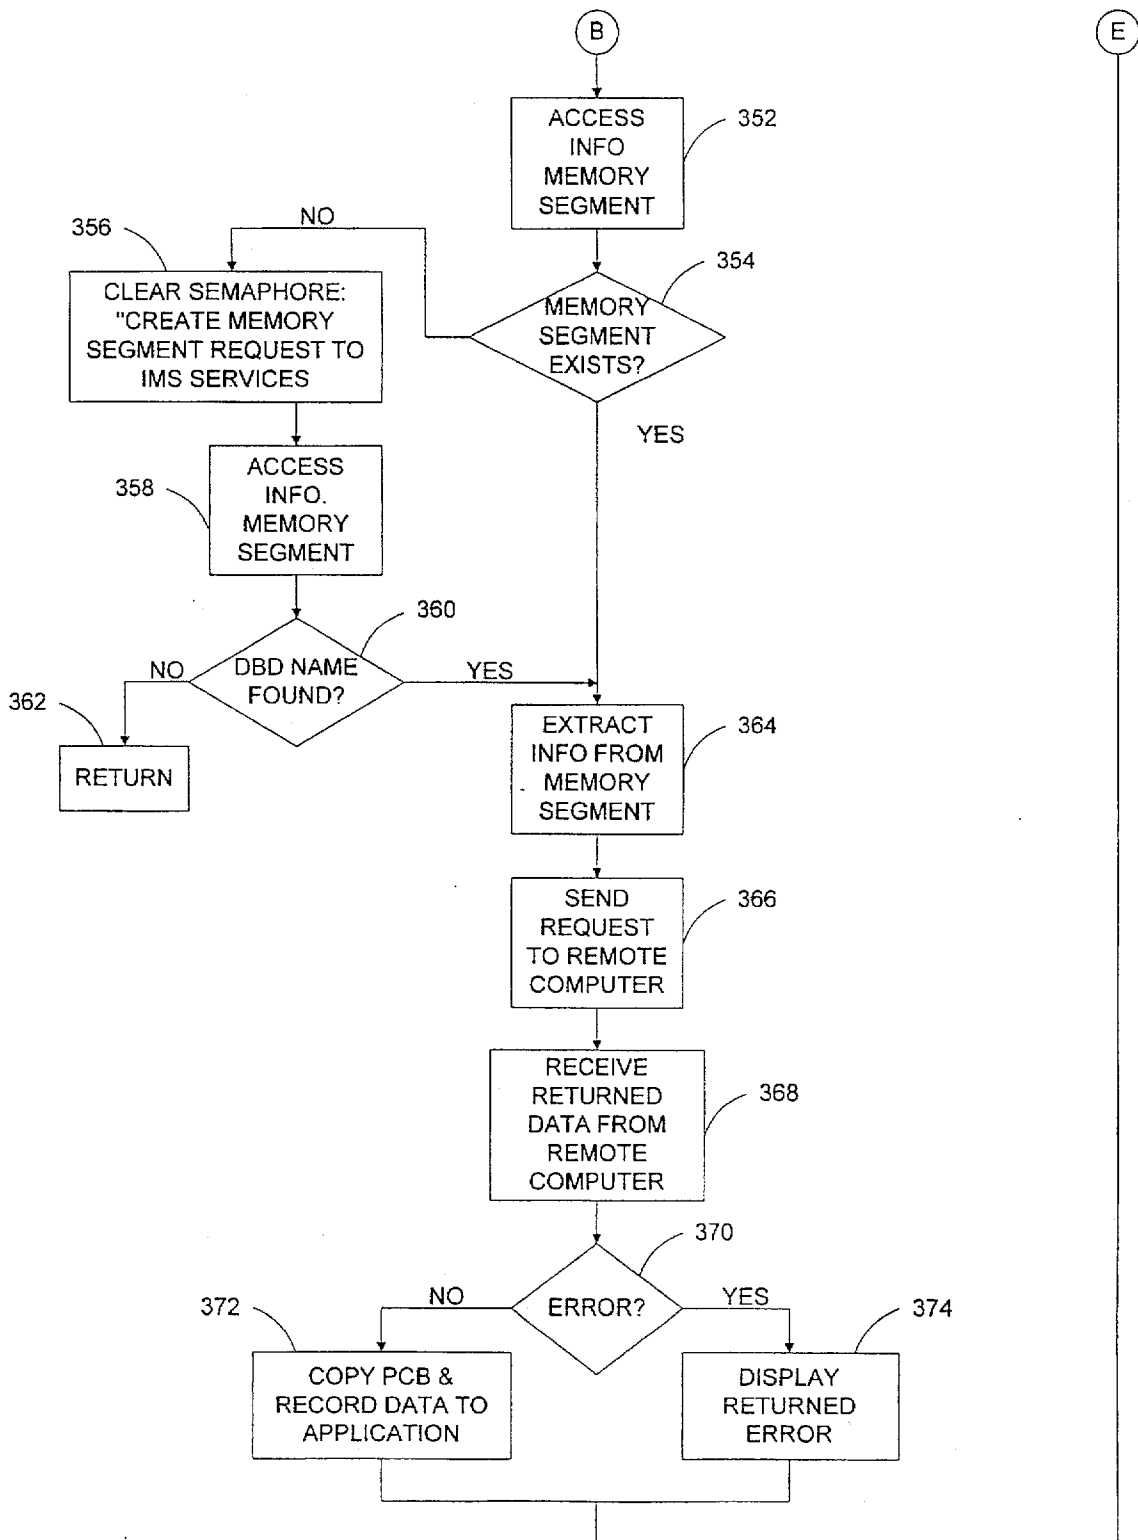 B
E
ACCESS
INFO
MEMORY
SEGMENT
352
NO
356
354
CLEAR SEMAPHORE:
"CREATE MEMORY
SEGMENT REQUEST TO
IMS SERVICES
MEMORY
SEGMENT
EXISTS?
YES
358
ACCESS
INFO.
MEMORY
SEGMENT
360
NO
DBD NAME
FOUND?
YES
362
RETURN
EXTRACT
INFO FROM
MEMORY
SEGMENT
364
SEND
REQUEST
TO REMOTE
COMPUTER
366
RECEIVE
RETURNED
DATA FROM
REMOTE
COMPUTER
368
370
NO
ERROR?
YES
372
374
COPY PCB &
RECORD DATA TO
APPLICATION
DISPLAY
RETURNED
ERROR